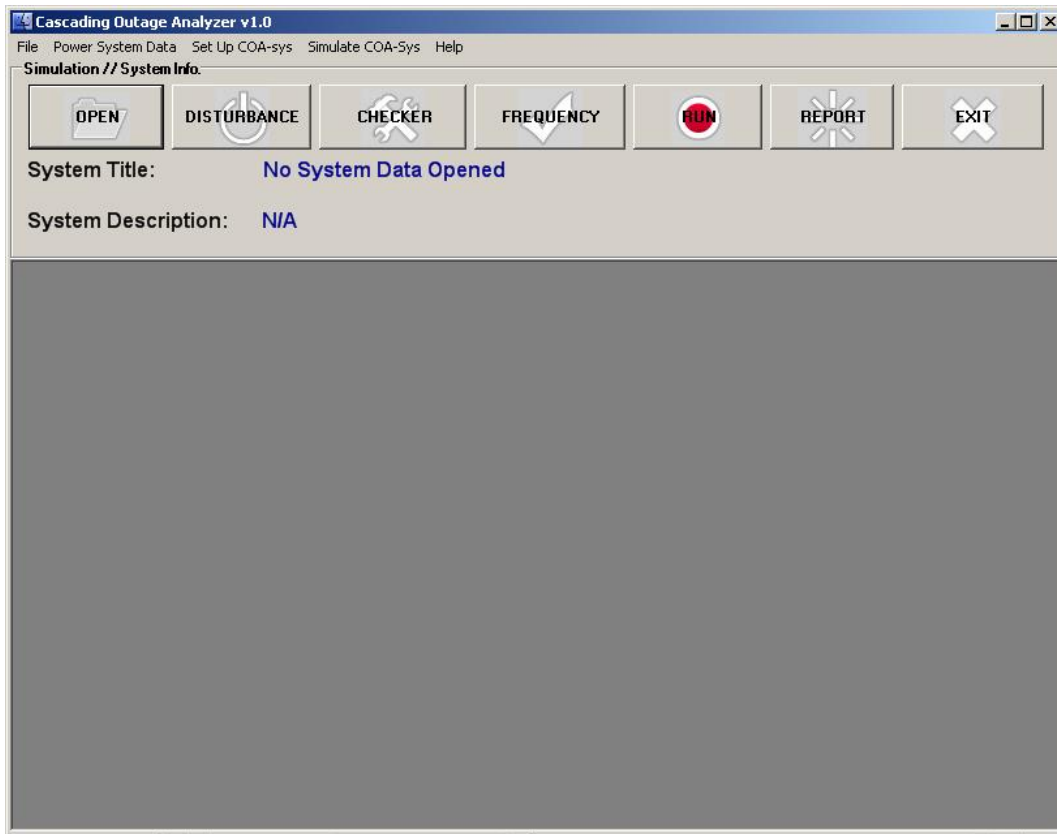 Cascading Outage Analyzer v1.0
File Power System Data Set Up COA-sys Simulate COA-Sys Help
Simulation // System Info.
OPEN DISTURBANCE CHECKER FREQUENCY RUN REPORT EXIT
System Title: No System Data Opened
System Description: N/A